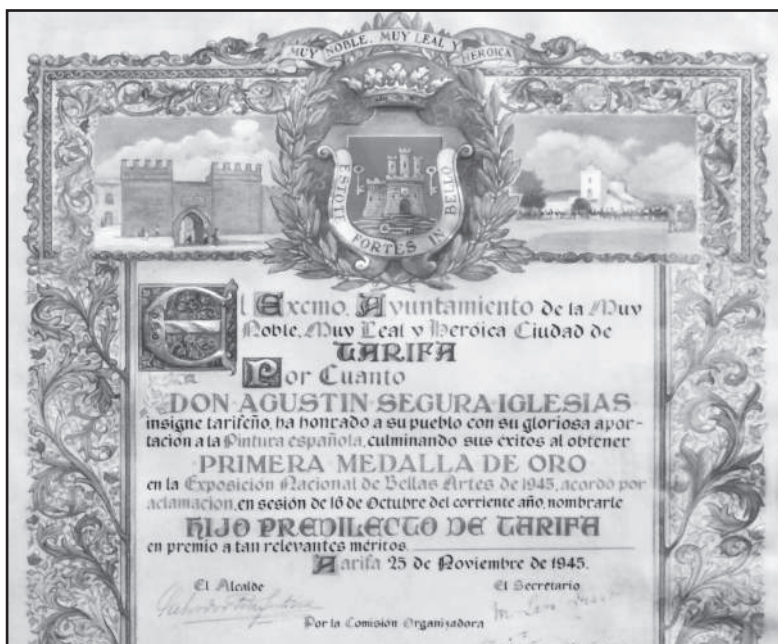 MUY NOBLE, MUY LEAL Y HEROICA
ESTOTE FORTES IN BELLO
El Excmo. Ayuntamiento de la Muy
Noble, Muy Leal y Heróica Ciudad de
TARIFA
Por Cuanto
DON AGUSTIN SEGURA IGLESIAS
insigne tarifeño, ha honrado a su pueblo con su gloriosa apor-
tación a la Pintura española, culminando sus éxitos al obtener
PRIMERA MEDALLA DE ORO
en la Exposición Nacional de Bellas Artes de 1945, acordo por
aclamacion, en sesión de 16 de Octubre del corriente año, nombrarle
HIJO PREDILECTO DE TARIFA
en premio a tan relevantes méritos.
Tarifa 25 de Noviembre de 1945.
El Alcalde El Secretario
Por la Comisión Organizadora